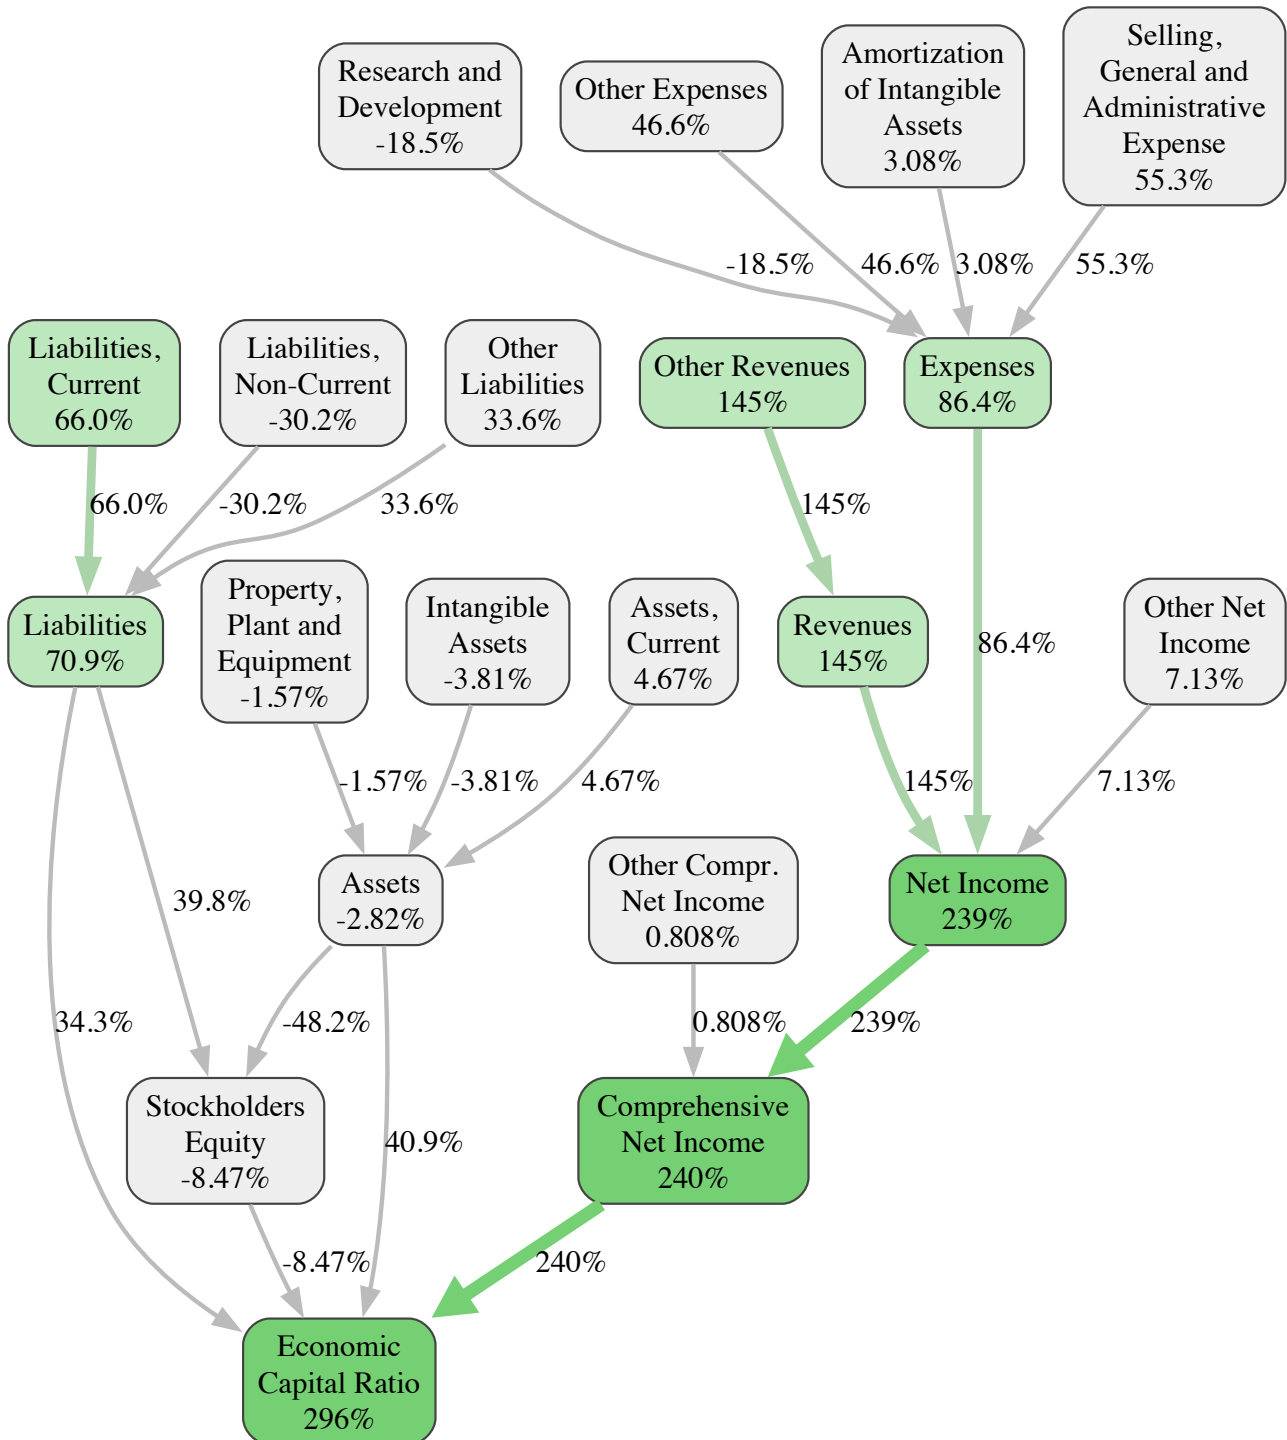 Research and
Development
-18.5%
Other Expenses
46.6%
Amortization
of Intangible
Assets
3.08%
Selling,
General and
Administrative
Expense
55.3%
-18.5%
46.6%
3.08%
55.3%
Liabilities,
Current
66.0%
Liabilities,
Non-Current
-30.2%
Other
Liabilities
33.6%
Other Revenues
145%
Expenses
86.4%
66.0%
-30.2%
33.6%
145%
Liabilities
70.9%
Property,
Plant and
Equipment
-1.57%
Intangible
Assets
-3.81%
Assets,
Current
4.67%
Revenues
145%
86.4%
Other Net
Income
7.13%
-1.57%
-3.81%
4.67%
145%
7.13%
39.8%
Assets
-2.82%
Other Compr.
Net Income
0.808%
Net Income
239%
34.3%
-48.2%
0.808%
239%
Stockholders
Equity
-8.47%
40.9%
Comprehensive
Net Income
240%
-8.47%
240%
Economic
Capital Ratio
296%